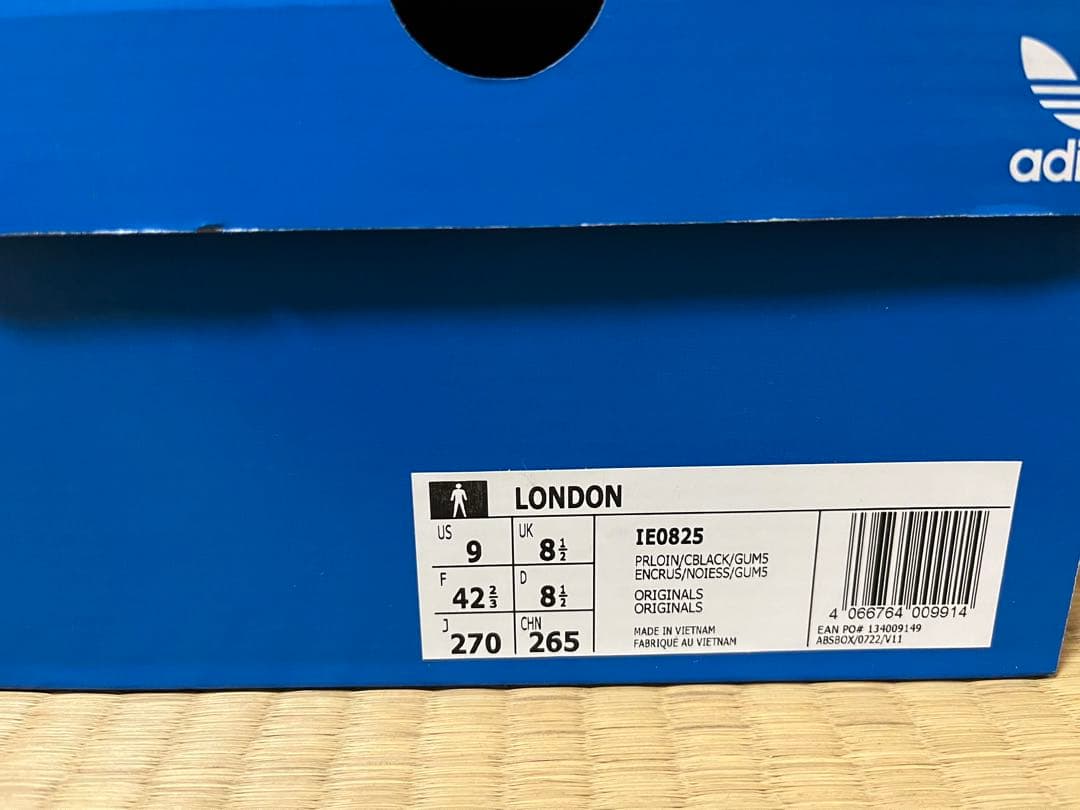 adi
LONDON
US 9 UK 8½
F 42⅔ D 8½
J 270 CHN 265
IE0825
PRLOIN/CBLACK/GUM5
ENCRUS/NOIESS/GUM5
ORIGINALS
ORIGINALS
MADE IN VIETNAM
FABRIQUÉ AU VIETNAM
4 066764 009914
EAN PO# 134009149
ABSBOX/0722/V11